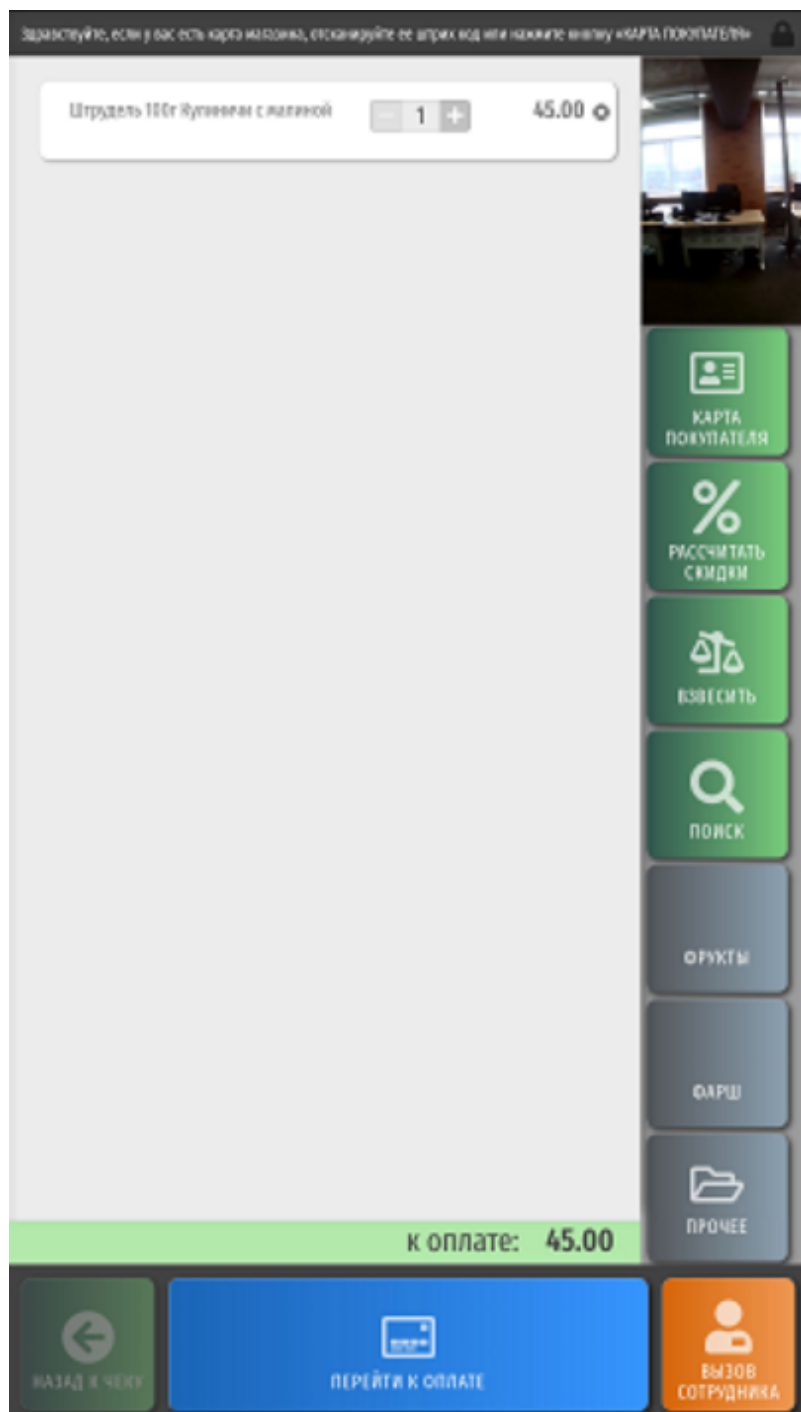 Здравствуйте, если у вас есть карта магазина, отсканируйте ее штрих код или нажмите кнопку «КАРТА ПОКУПАТЕЛЯ»
Штрудель 100г Кулиничи с малиной
1
45.00
КАРТА
ПОКУПАТЕЛЯ
РАССЧИТАТЬ
СКИДКИ
ВЗВЕСИТЬ
ПОИСК
ФРУКТЫ
ФАРШ
ПРОЧЕЕ
к оплате: 45.00
НАЗАД К ЧЕКУ
ПЕРЕЙТИ К ОПЛАТЕ
ВЫЗОВ
СОТРУДНИКА